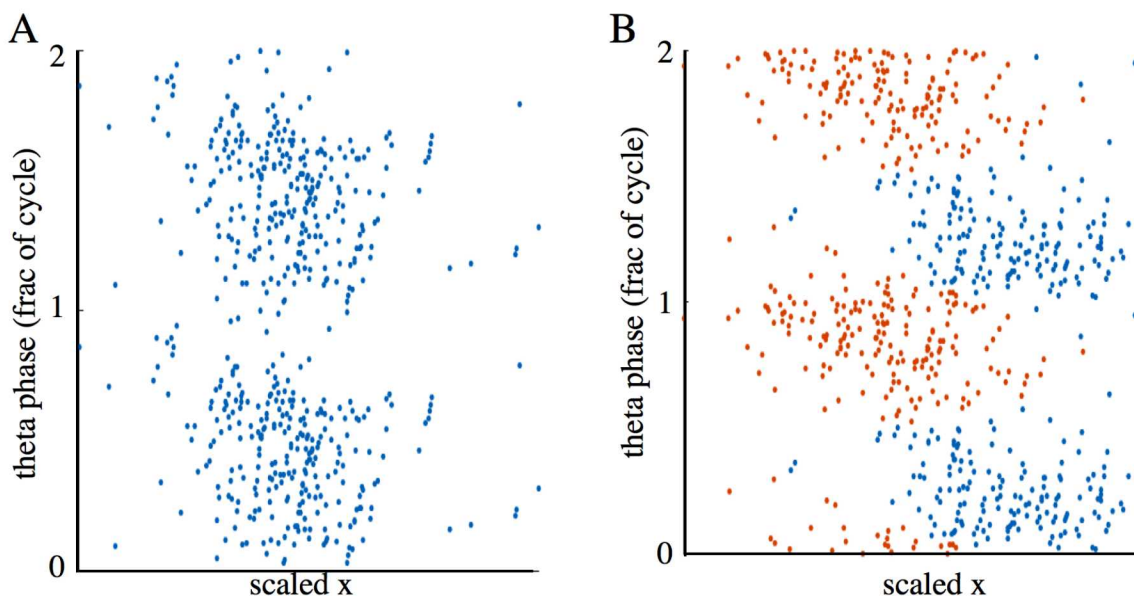 A
B
2
2
theta phase (frac of cycle)
theta phase (frac of cycle)
1
1
0
0
scaled x
scaled x